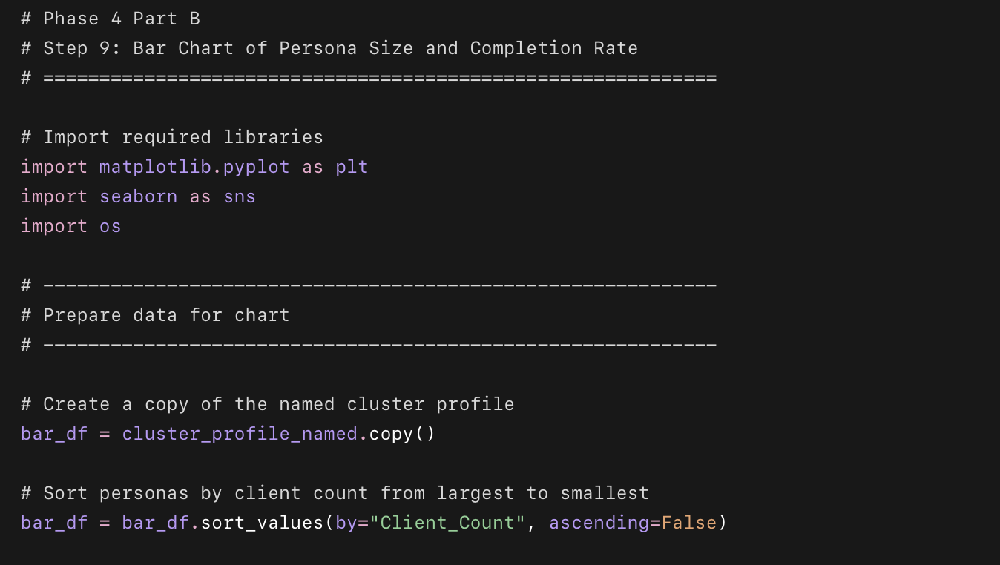 # Phase 4 Part B
# Step 9: Bar Chart of Persona Size and Completion Rate
# ============================================================
# Import required libraries
import matplotlib.pyplot as plt
import seaborn as sns
import os
# ------------------------------------------------------------
# Prepare data for chart
# ------------------------------------------------------------
# Create a copy of the named cluster profile
bar_df = cluster_profile_named.copy()
# Sort personas by client count from largest to smallest
bar_df = bar_df.sort_values(by="Client_Count", ascending=False)